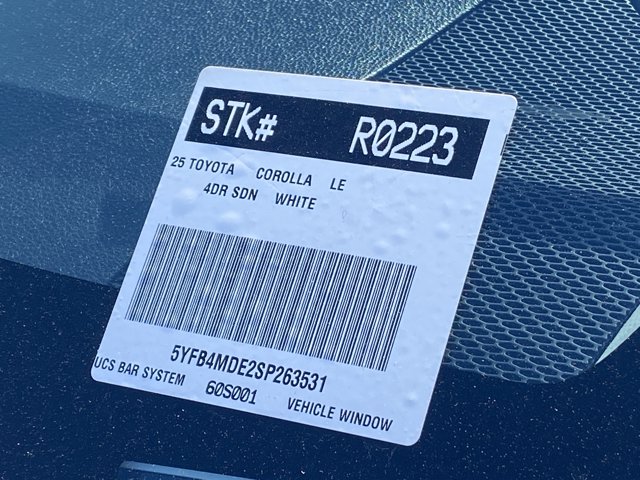 STK# R0223
25 TOYOTA COROLLA LE
4DR SDN WHITE
5YFB4MDE2SP263531
UCS BAR SYSTEM 60S001 VEHICLE WINDOW